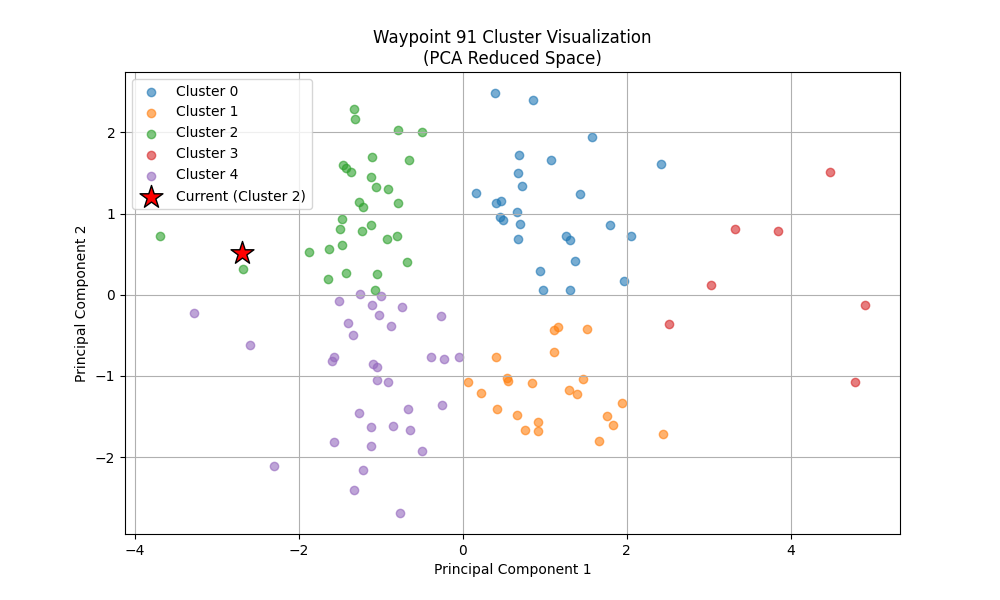 Waypoint 91 Cluster Visualization
(PCA Reduced Space)
Cluster 0
Cluster 1
Cluster 2
Cluster 3
Cluster 4
Current (Cluster 2)
Principal Component 2
2
1
0
−1
−2
−4
−2
0
2
4
Principal Component 1